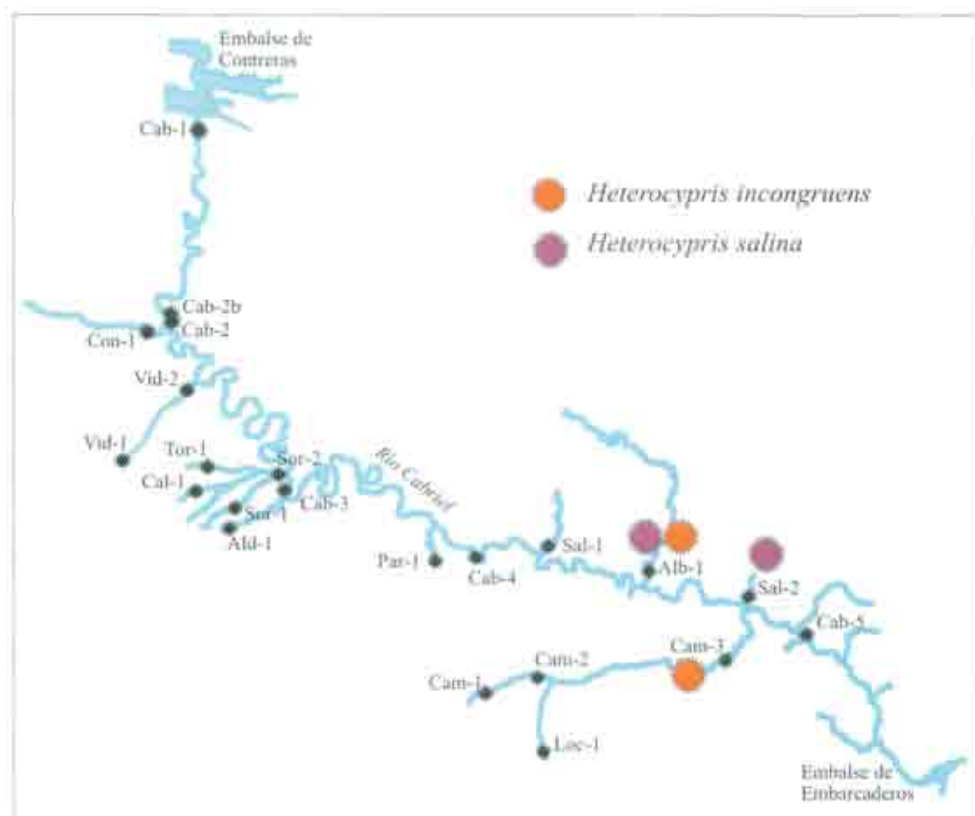 Embalse de
Contreras
Cab-1
Heterocypris incongruens
Heterocypris salina
Cab-2b
Cab-2
Con-1
Vid-2
Vid-1
Tor-1
Sor-2
Cal-1
Cab-3
Sor-1
Ald-1
Río Cabriel
Par-1
Cab-4
Sal-1
Alb-1
Sal-2
Cab-5
Cam-3
Cam-2
Cam-1
Loc-1
Embalse de
Embarcaderos